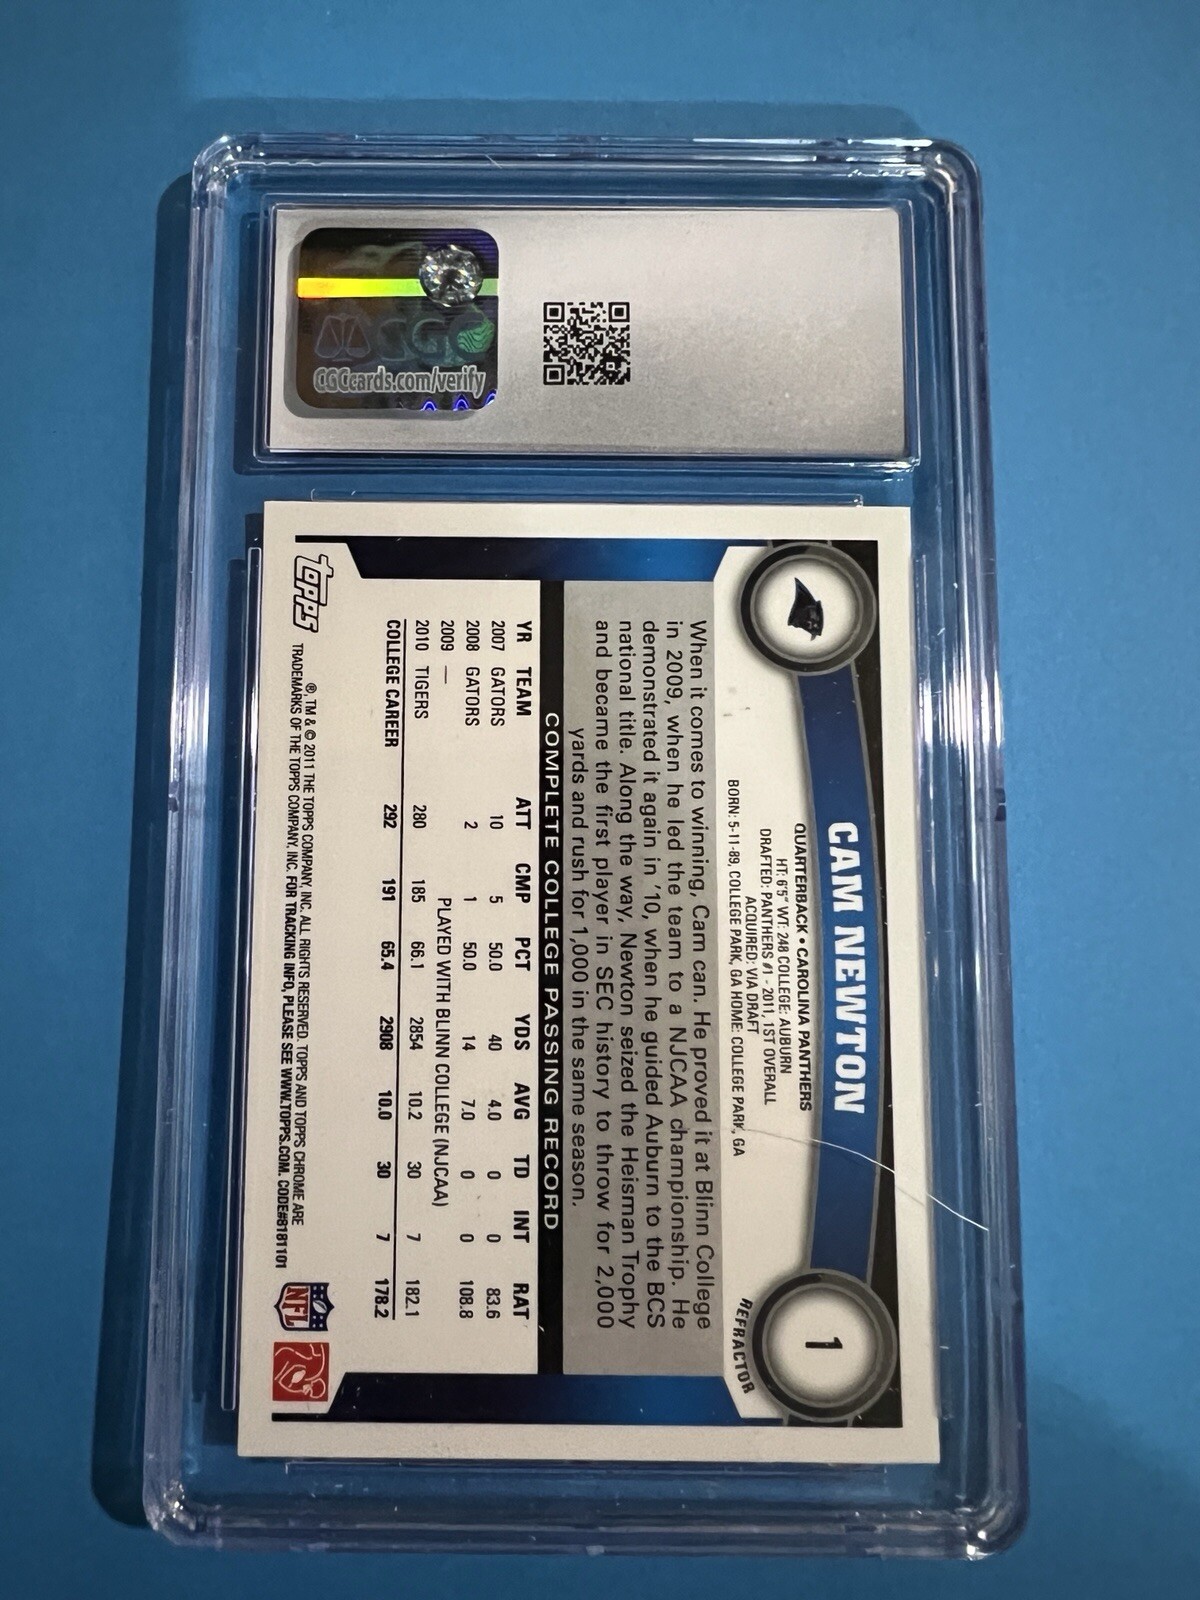 CGC
CGCcards.com/verify
CAM NEWTON
1
REFRACTOR
QUARTERBACK • CAROLINA PANTHERS
HT: 6'5" WT: 248 COLLEGE: AUBURN
DRAFTED: PANTHERS #1 - 2011, 1ST OVERALL
ACQUIRED: VIA DRAFT
BORN: 5-11-89, COLLEGE PARK, GA HOME: COLLEGE PARK, GA
When it comes to winning, Cam can. He proved it at Blinn College
in 2009, when he led the team to a NJCAA championship. He
demonstrated it again in '10, when he guided Auburn to the BCS
national title. Along the way, Newton seized the Heisman Trophy
and became the first player in SEC history to throw for 2,000
yards and rush for 1,000 in the same season.
COMPLETE COLLEGE PASSING RECORD
YR TEAM ATT CMP PCT YDS AVG TD INT RAT
2007 GATORS 10 5 50.0 40 4.0 0 0 83.6
2008 GATORS 2 1 50.0 14 7.0 0 0 108.8
2009 — PLAYED WITH BLINN COLLEGE (NJCAA)
2010 TIGERS 280 185 66.1 2854 10.2 30 7 182.1
COLLEGE CAREER 292 191 65.4 2908 10.0 30 7 178.2
topps
®, TM & © 2011 THE TOPPS COMPANY, INC. ALL RIGHTS RESERVED. TOPPS AND TOPPS CHROME ARE
TRADEMARKS OF THE TOPPS COMPANY, INC. FOR TRACKING INFO, PLEASE SEE WWW.TOPPS.COM. CODE#8181101
NFL